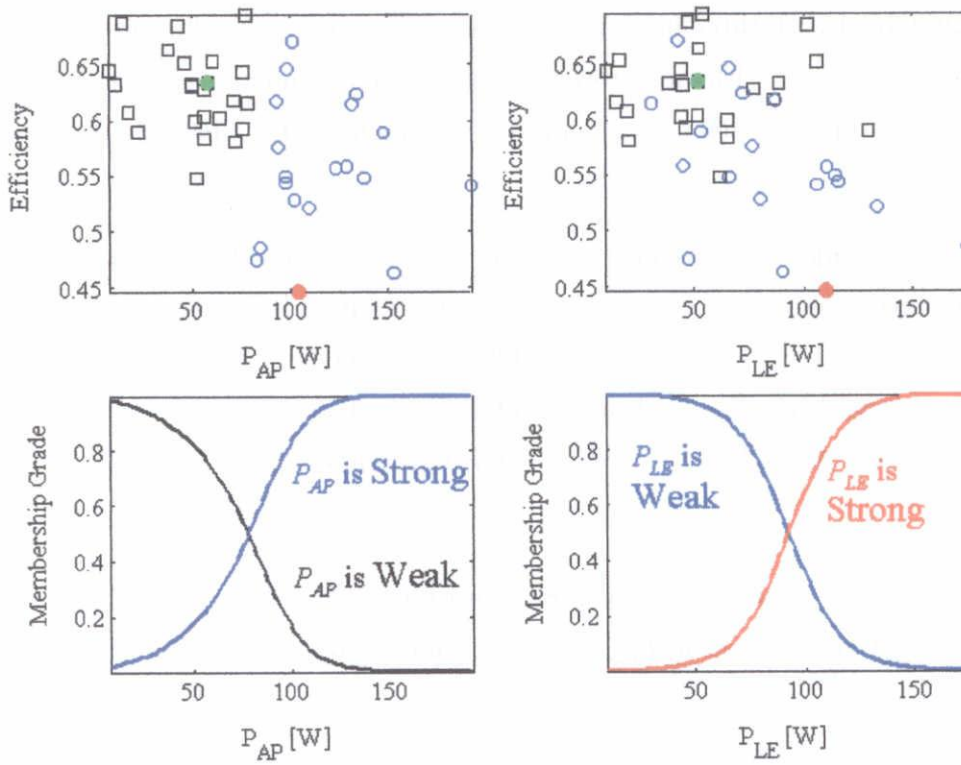 Efficiency
0.65
0.6
0.55
0.5
0.45
50
100
150
P_AP [W]
Efficiency
0.65
0.6
0.55
0.5
0.45
50
100
150
P_LE [W]
Membership Grade
0.8
0.6
0.4
0.2
P_AP is Strong
P_AP is Weak
50
100
150
P_AP [W]
Membership Grade
0.8
0.6
0.4
0.2
P_LE is
Weak
P_LE is
Strong
50
100
150
P_LE [W]